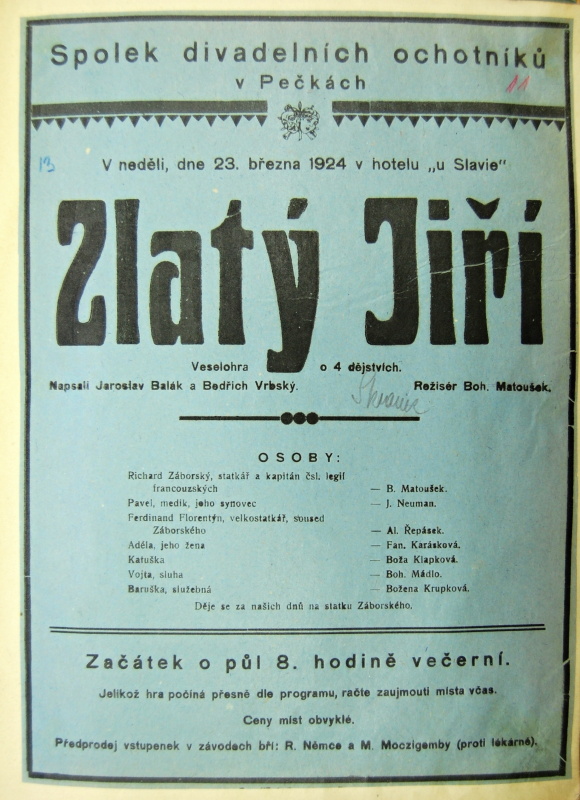 Spolek divadelních ochotníků
v Pečkách
11
13
V neděli, dne 23. března 1924 v hotelu „u Slavie"
Zlatý Jiří
Veselohra o 4 dějstvích.
Napsali Jaroslav Balák a Bedřich Vrbský. Režisér Boh. Matoušek.
OSOBY:
Richard Záborský, statkář a kapitán čsl. legií
francouzských — B. Matoušek.
Pavel, medik, jeho synovec — J. Neuman.
Ferdinand Florentýn, velkostatkář, soused
Záborského — Al. Řepásek.
Adéla, jeho žena — Fan. Karásková.
Katuška — Boža Klapková.
Vojta, sluha — Boh. Mádlo.
Baruška, služebná — Božena Krupková.
Děje se za našich dnů na statku Záborského.
Začátek o půl 8. hodině večerní.
Jelikož hra počíná přesně dle programu, račte zaujmouti místa včas.
Ceny míst obvyklé.
Předprodej vstupenek v závodech bří: R. Němce a M. Moczigemby (proti lékárně).